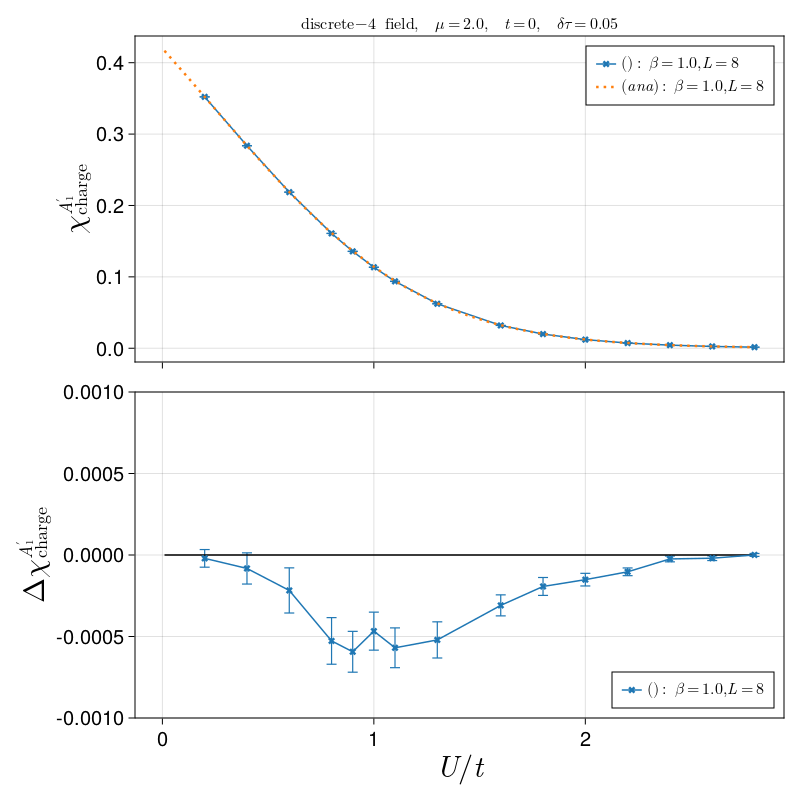 discrete−4 field, μ = 2.0, t = 0, δτ = 0.05
0.4
0.3
0.2
0.1
0.0
χ^{A_1'}_{charge}
() : β = 1.0, L = 8
(ana) : β = 1.0, L = 8
0.0010
0.0005
0.0000
-0.0005
-0.0010
Δχ^{A_1'}_{charge}
() : β = 1.0, L = 8
0 1 2
U/t